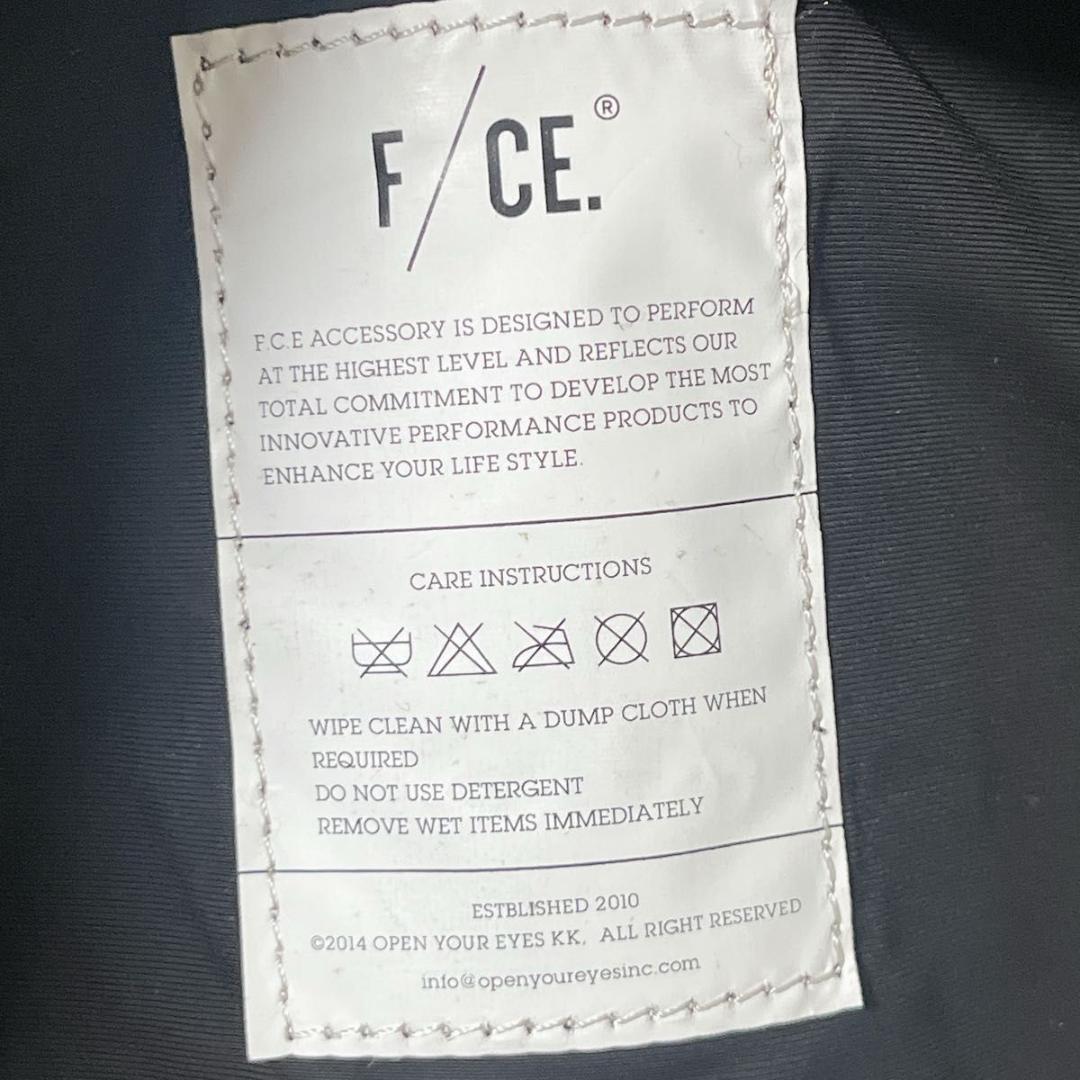 F/CE.®
F.C.E ACCESSORY IS DESIGNED TO PERFORM
AT THE HIGHEST LEVEL AND REFLECTS OUR
TOTAL COMMITMENT TO DEVELOP THE MOST
INNOVATIVE PERFORMANCE PRODUCTS TO
ENHANCE YOUR LIFE STYLE.
CARE INSTRUCTIONS
WIPE CLEAN WITH A DUMP CLOTH WHEN
REQUIRED
DO NOT USE DETERGENT
REMOVE WET ITEMS IMMEDIATELY
ESTBLISHED 2010
©2014 OPEN YOUR EYES KK, ALL RIGHT RESERVED
info@openyoureyesinc.com